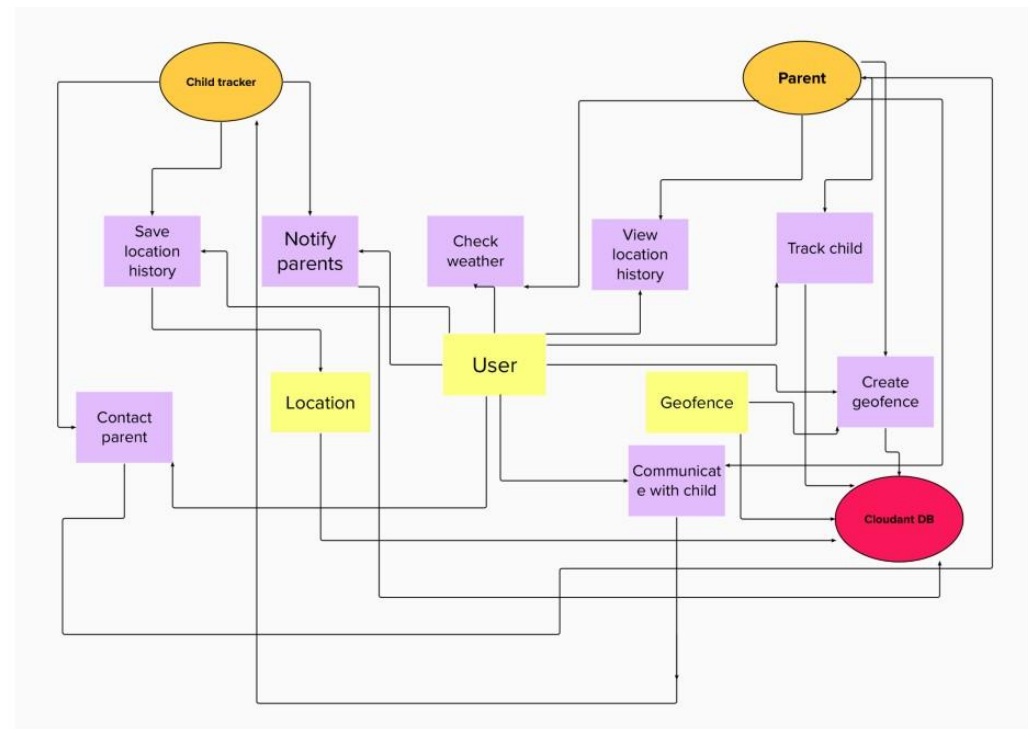 Child tracker
Parent
Save
location
history
Notify
parents
Check
weather
View
location
history
Track child
User
Location
Geofence
Create
geofence
Contact
parent
Communicat
e with child
Cloudant DB